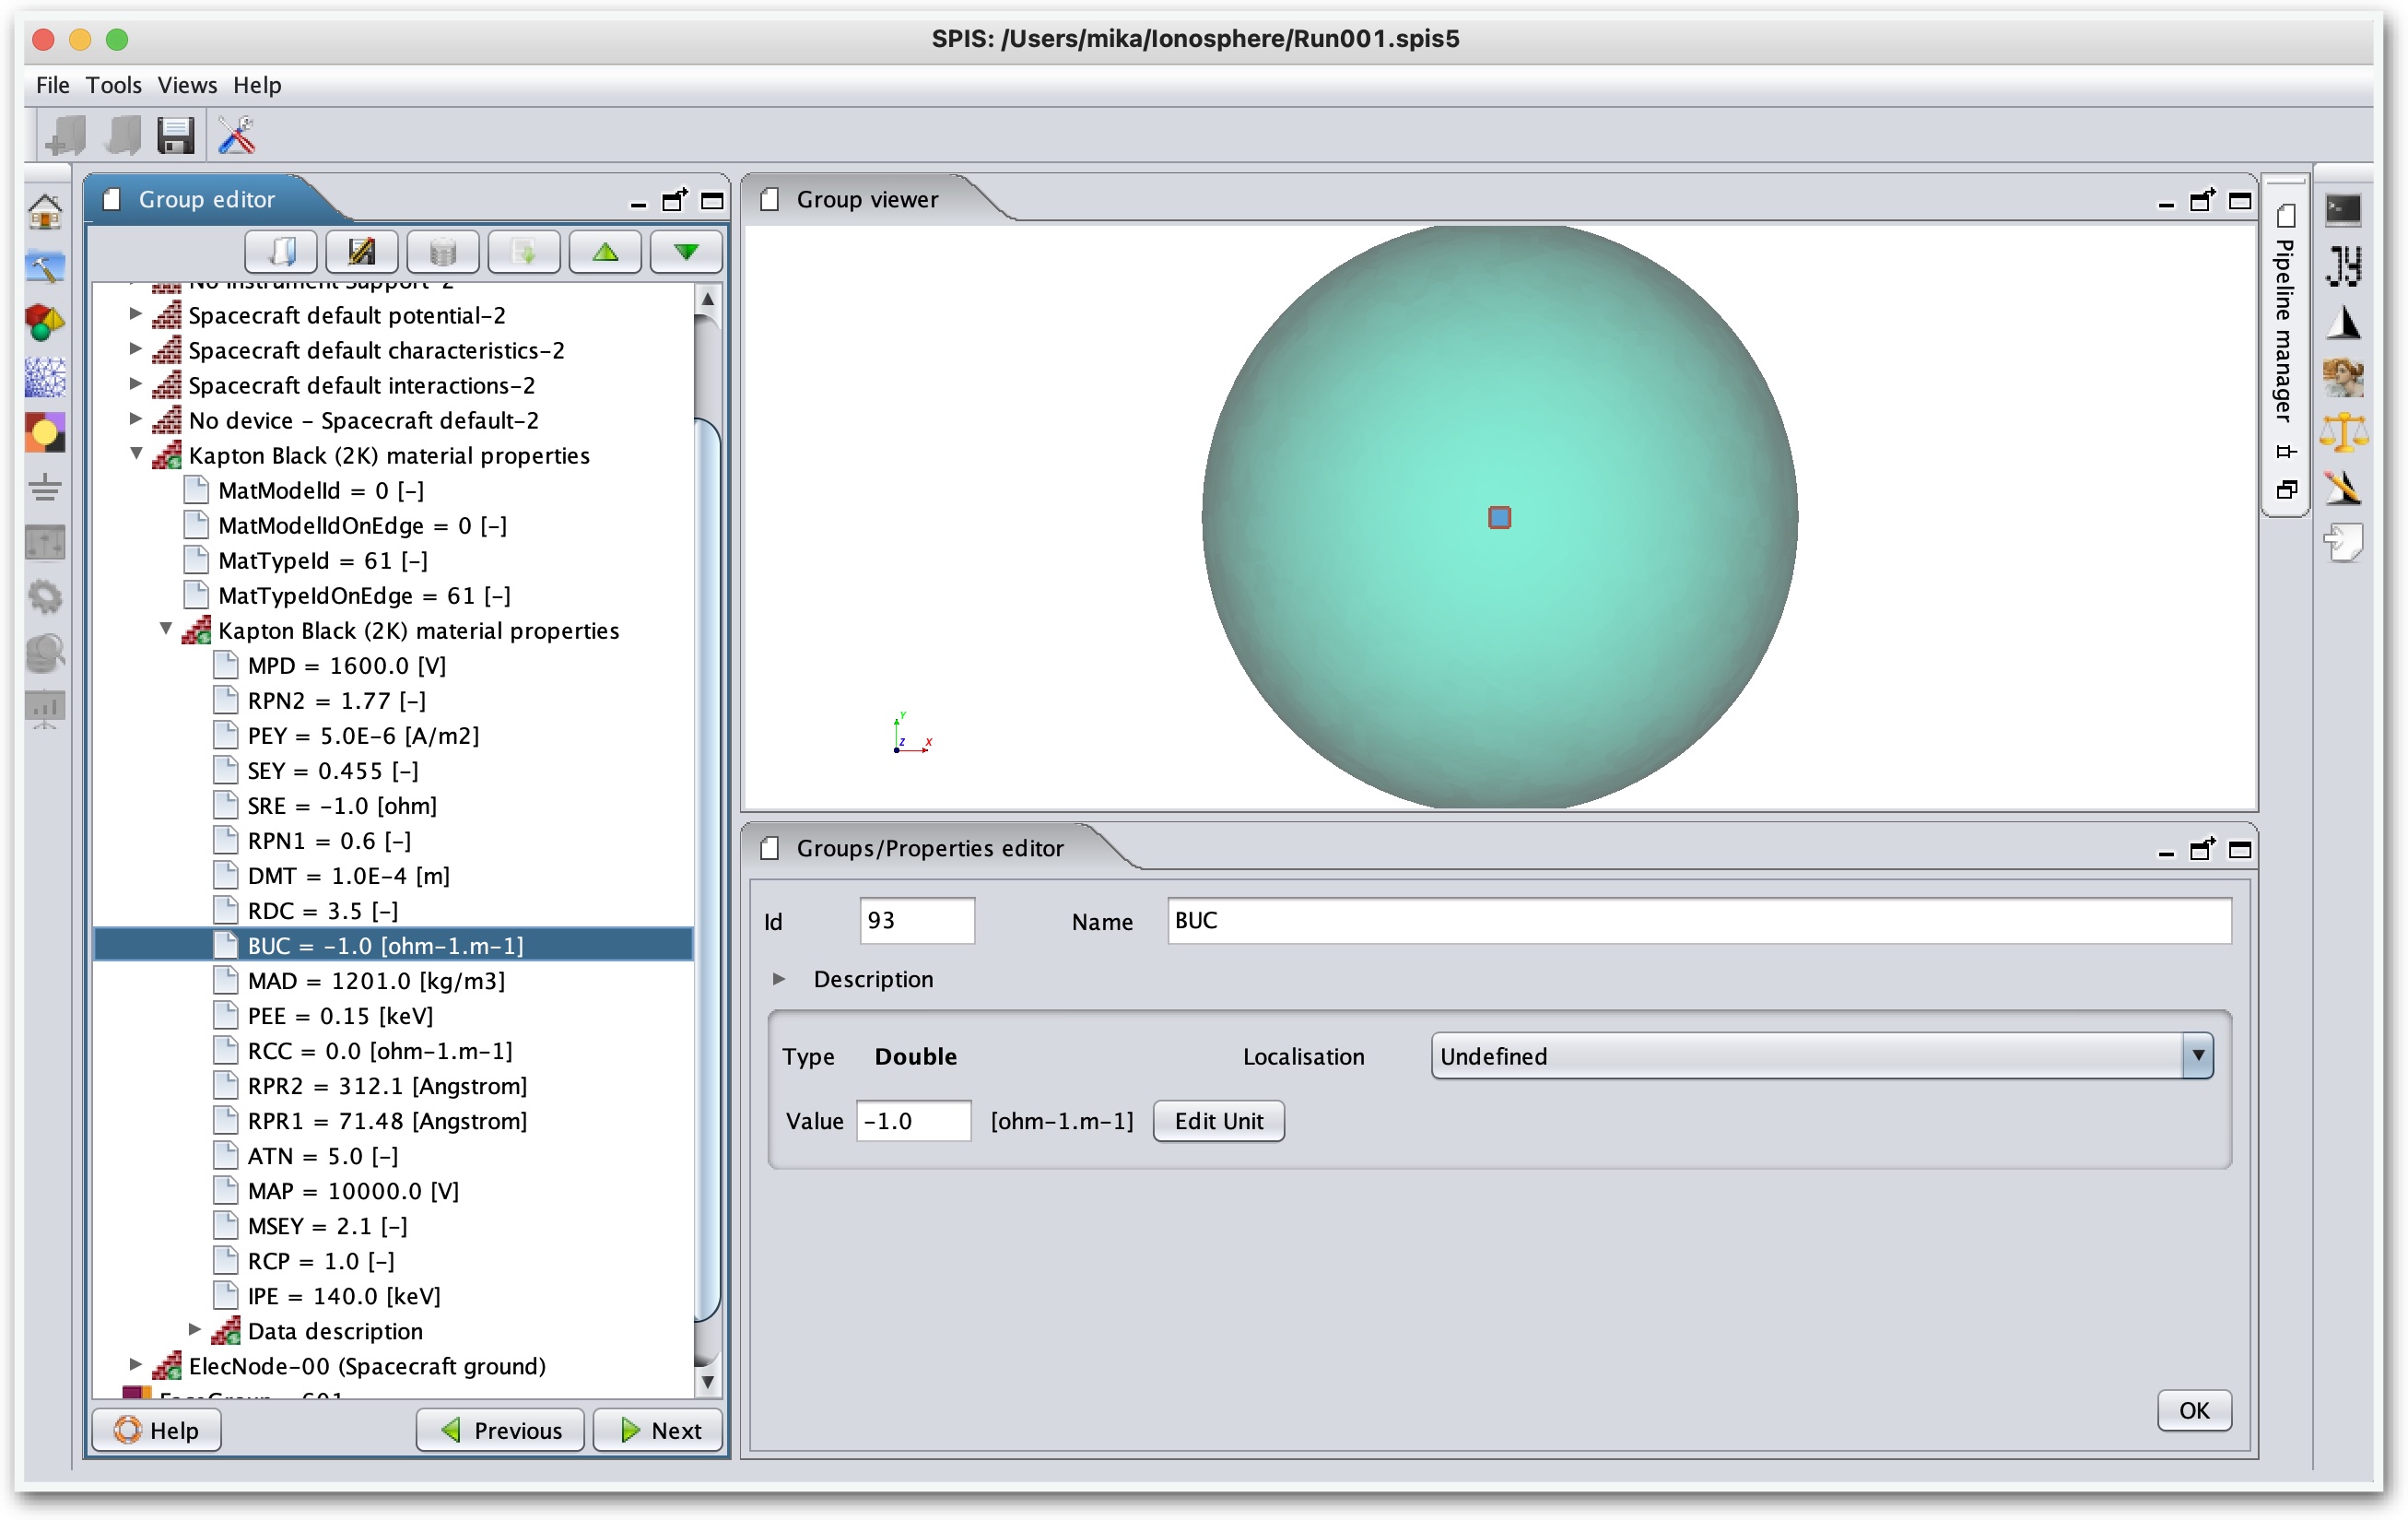 SPIS: /Users/mika/Ionosphere/Run001.spis5
File Tools Views Help
Group editor
No Instrument Support-2
Spacecraft default potential-2
Spacecraft default characteristics-2
Spacecraft default interactions-2
No device - Spacecraft default-2
Kapton Black (2K) material properties
MatModelId = 0 [-]
MatModelIdOnEdge = 0 [-]
MatTypeId = 61 [-]
MatTypeIdOnEdge = 61 [-]
Kapton Black (2K) material properties
MPD = 1600.0 [V]
RPN2 = 1.77 [-]
PEY = 5.0E-6 [A/m2]
SEY = 0.455 [-]
SRE = -1.0 [ohm]
RPN1 = 0.6 [-]
DMT = 1.0E-4 [m]
RDC = 3.5 [-]
BUC = -1.0 [ohm-1.m-1]
MAD = 1201.0 [kg/m3]
PEE = 0.15 [keV]
RCC = 0.0 [ohm-1.m-1]
RPR2 = 312.1 [Angstrom]
RPR1 = 71.48 [Angstrom]
ATN = 5.0 [-]
MAP = 10000.0 [V]
MSEY = 2.1 [-]
RCP = 1.0 [-]
IPE = 140.0 [keV]
Data description
ElecNode-00 (Spacecraft ground)
FaceGroup - 601
Help Previous Next
Group viewer
Y
Z X
Groups/Properties editor
Id 93 Name BUC
Description
Type Double Localisation Undefined
Value -1.0 [ohm-1.m-1] Edit Unit
OK
Pipeline manager
JY